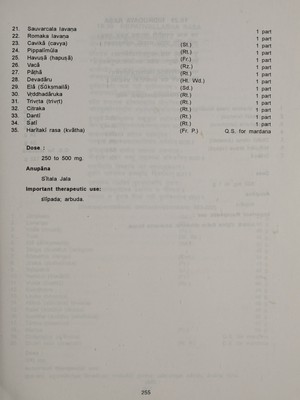 21. Sauvarcala lavaṇa 1 part
22. Romaka lavaṇa 1 part
23. Cavikā (cavya) (St.) 1 part
24. Pippalīmūla (Rt.) 1 part
25. Havuṣā (hapuṣā) (Fr.) 1 part
26. Vacā (Rz.) 1 part
27. Pāṭhā (Rt.) 1 part
28. Devadāru (Ht. Wd.) 1 part
29. Elā (Sūkṣmailā) (Sd.) 1 part
30. Vṛddhadāruka (Rt.) 1 part
31. Trivṛta (trivṛt) (Rt.) 1 part
32. Citraka (Rt.) 1 part
33. Dantī (Rt.) 1 part
34. Śaṭī (Rt.) 1 part
35. Harītakī rasa (kvātha) (Fr. P.) Q.S. for mardana
Dose :
250 to 500 mg.
Anupāna
Śītala Jala
Important therapeutic use:
slīpada; arbuda.
255